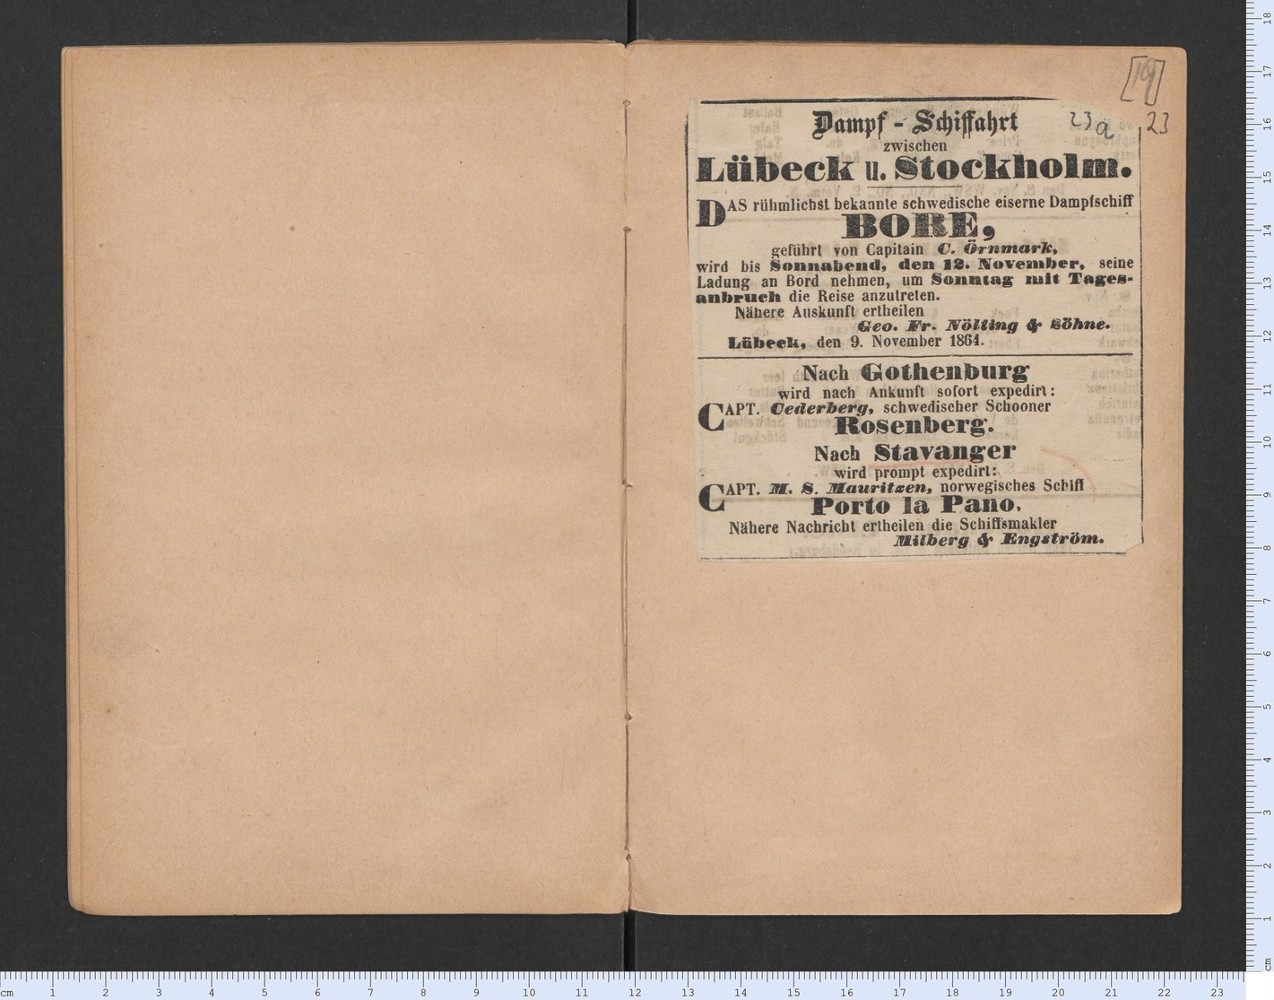 [19]
23
23a
Dampf - Schiffahrt
zwischen
Lübeck u. Stockholm.
DAS rühmlichst bekannte schwedische eiserne Dampfschiff
BORE,
geführt von Capitain C. Örnmark,
wird bis Sonnabend, den 12. November, seine
Ladung an Bord nehmen, um Sonntag mit Tages-
anbruch die Reise anzutreten.
Nähere Auskunft ertheilen
Geo. Fr. Nölting & Söhne.
Lübeck, den 9. November 1864.
Nach Gothenburg
wird nach Ankunft sofort expedirt:
CAPT. Cederberg, schwedischer Schooner
Rosenberg.
Nach Stavanger
wird prompt expedirt:
CAPT. M. S. Mauritzen, norwegisches Schiff
Porto la Pano.
Nähere Nachricht ertheilen die Schiffsmakler
Milberg & Engström.